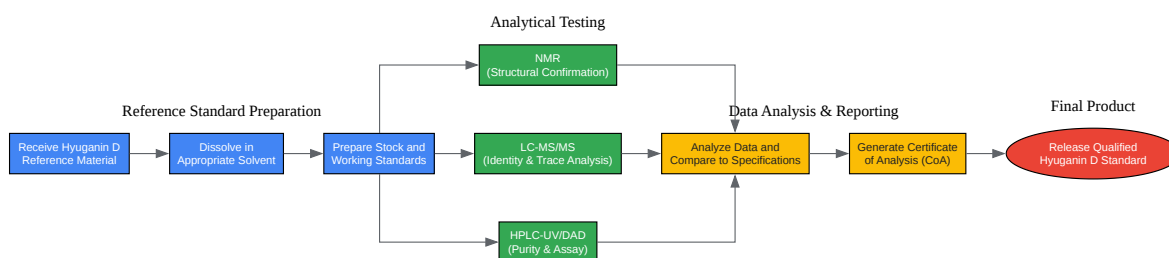 Analytical Testing
NMR
(Structural Confirmation)
Reference Standard Preparation
Data Analysis & Reporting
Final Product
Receive Hyuganin D
Reference Material
Dissolve in
Appropriate Solvent
Prepare Stock and
Working Standards
LC-MS/MS
(Identity & Trace Analysis)
Analyze Data and
Compare to Specifications
Generate Certificate
of Analysis (CoA)
Release Qualified
Hyuganin D Standard
HPLC-UV/DAD
(Purity & Assay)